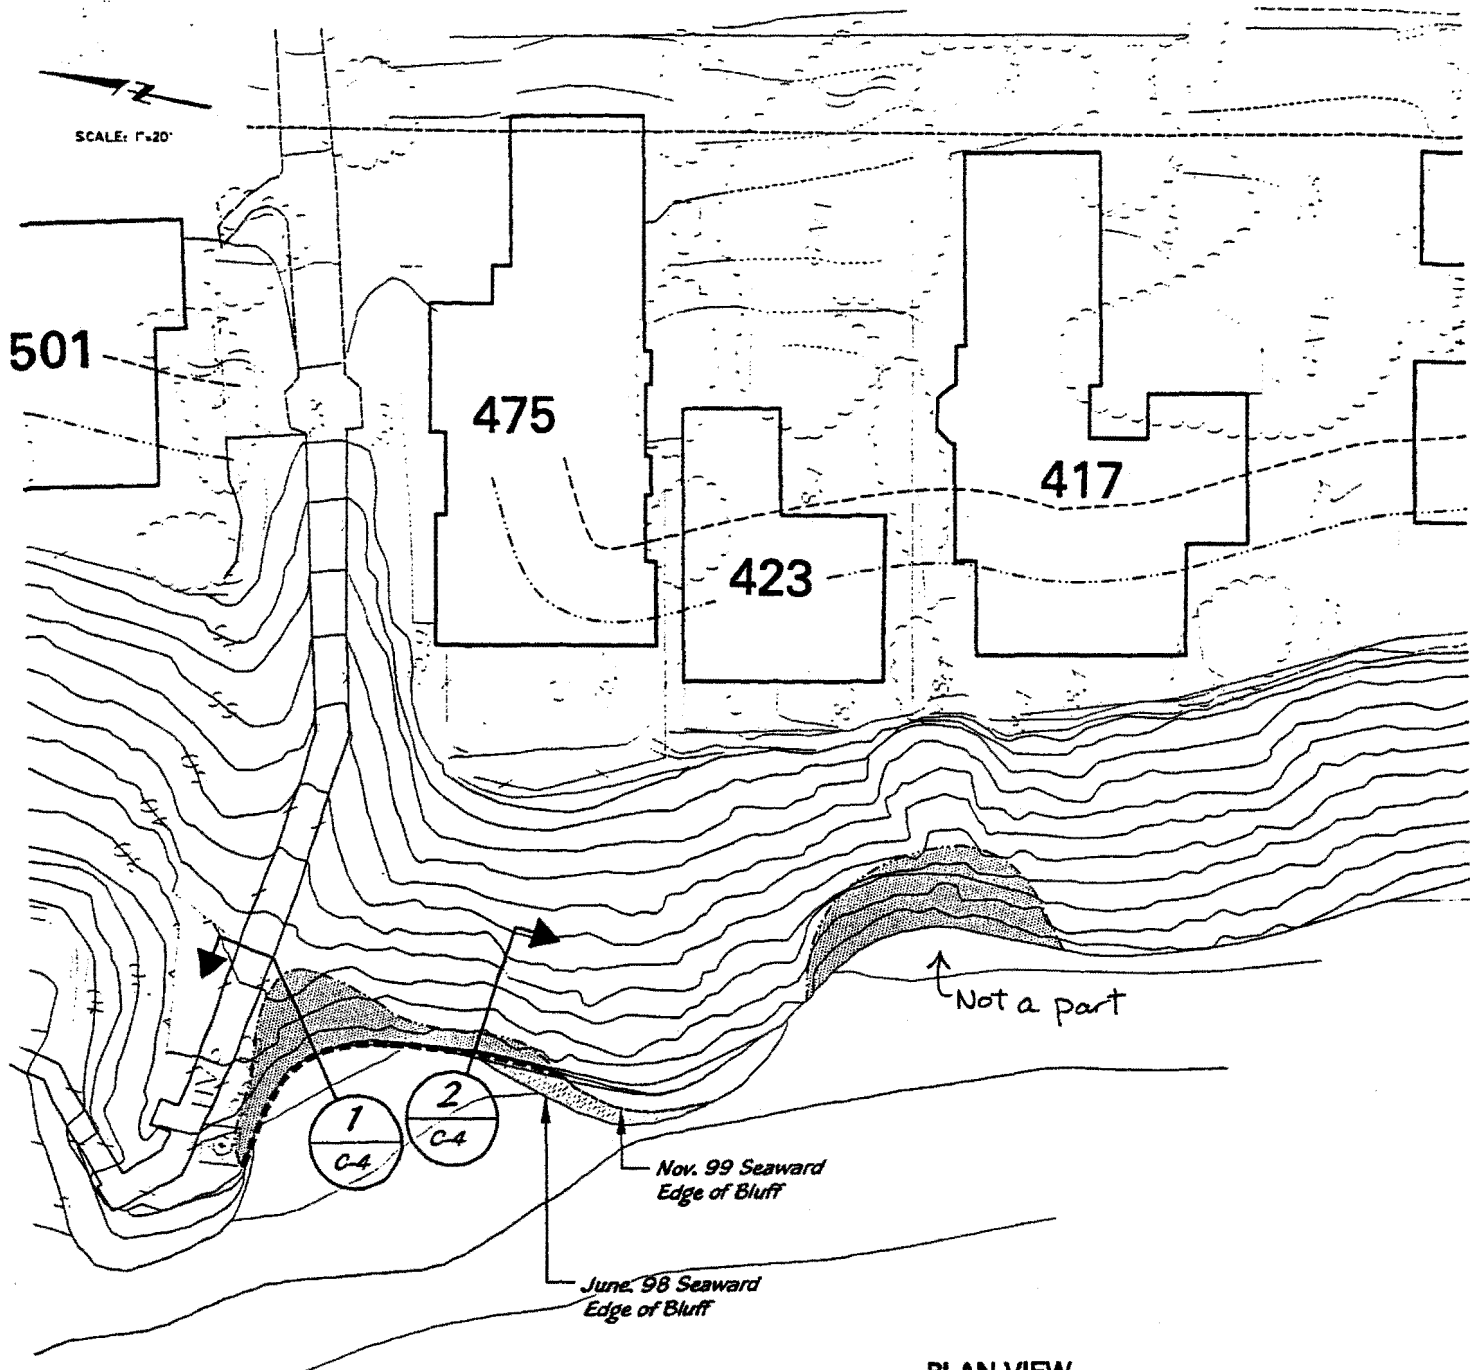 N
SCALE: 1"=20'
501
475
417
423
Not a part
1
C-4
2
C-4
Nov. 99 Seaward
Edge of Bluff
June. 98 Seaward
Edge of Bluff
PLAN VIEW